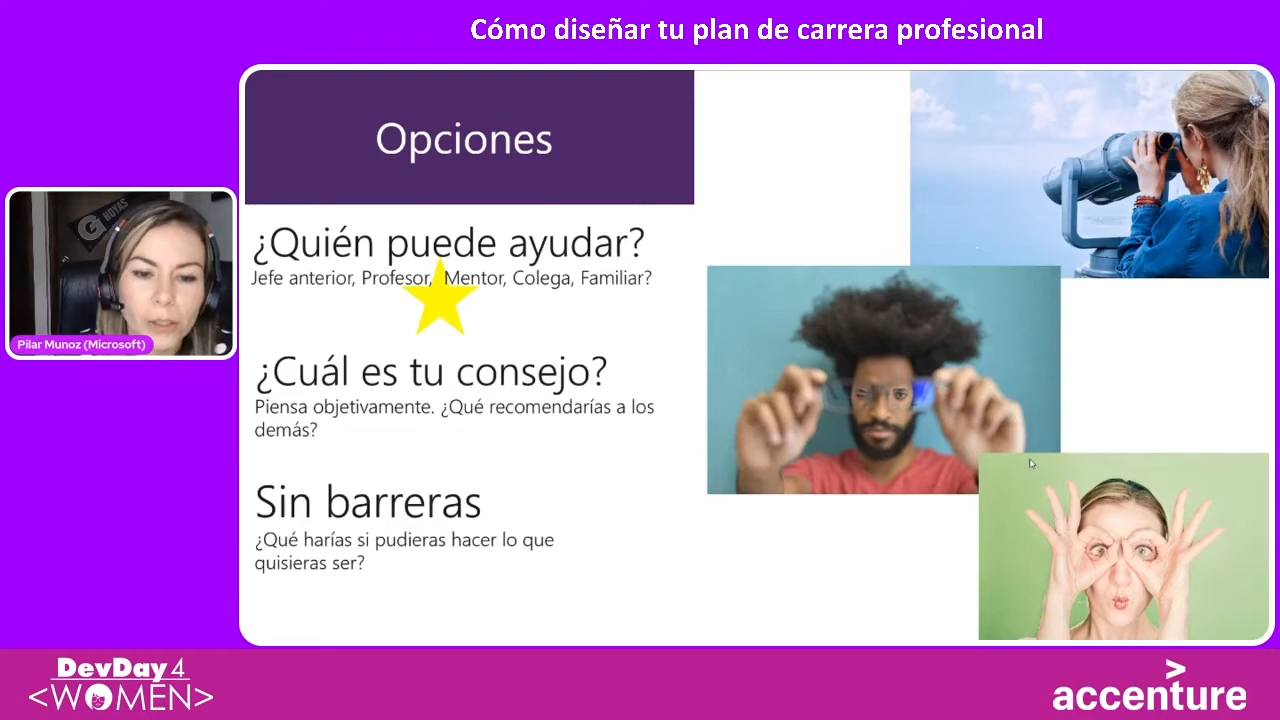 Cómo diseñar tu plan de carrera profesional
Opciones
¿Quién puede ayudar?
Jefe anterior, Profesor, Mentor, Colega, Familiar?
¿Cuál es tu consejo?
Piensa objetivamente. ¿Qué recomendarías a los
demás?
Sin barreras
¿Qué harías si pudieras hacer lo que
quisieras ser?
HOYAS
Pilar Munoz (Microsoft)
DevDay 4
<WOMEN>
accenture